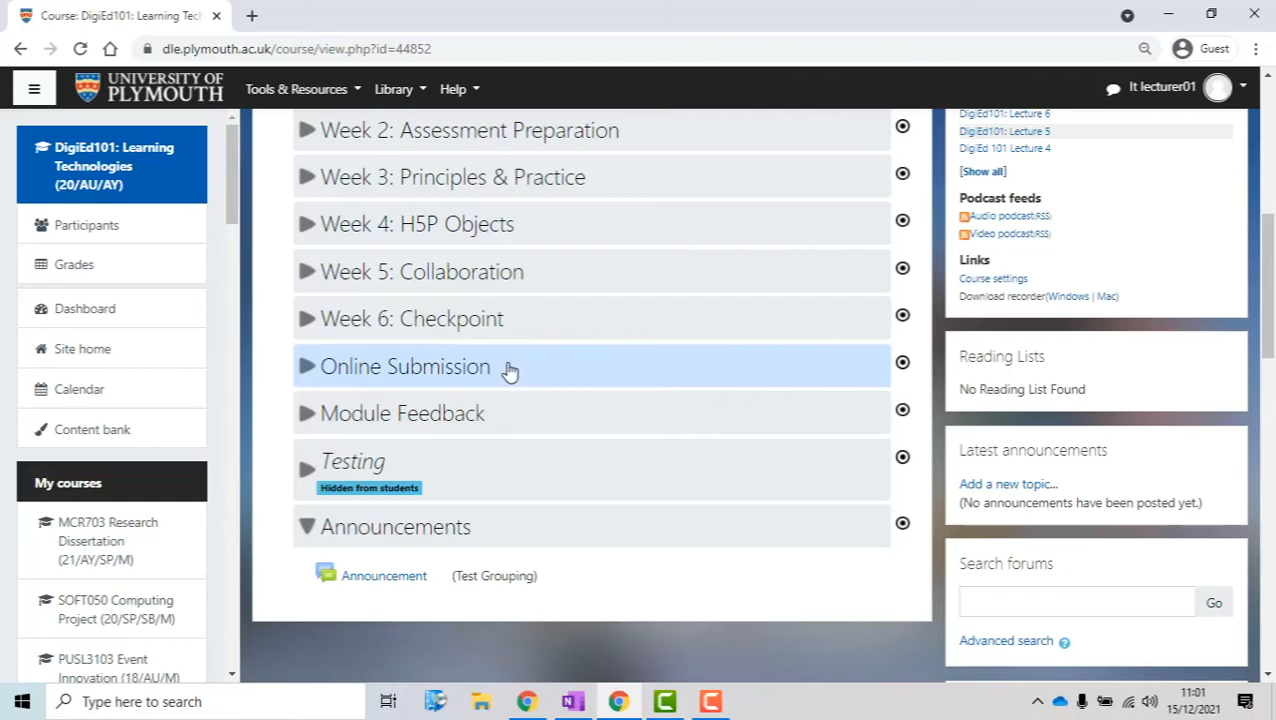 Course: DigiEd101: Learning Tech
dle.plymouth.ac.uk/course/view.php?id=44852
Guest
UNIVERSITY OF
PLYMOUTH
Tools & Resources
Library
Help
lt lecturer01
DigiEd101: Learning
Technologies
(20/AU/AY)
Participants
Grades
Dashboard
Site home
Calendar
Content bank
My courses
MCR703 Research
Dissertation
(21/AY/SP/M)
SOFT050 Computing
Project (20/SP/SB/M)
PUSL3103 Event
Innovation (18/AU/M)
Week 2: Assessment Preparation
Week 3: Principles & Practice
Week 4: H5P Objects
Week 5: Collaboration
Week 6: Checkpoint
Online Submission
Module Feedback
Testing
Hidden from students
Announcements
Announcement (Test Grouping)
DigiEd101: Lecture 6
DigiEd101: Lecture 5
DigiEd 101 Lecture 4
[Show all]
Podcast feeds
Audio podcast(RSS)
Video podcast(RSS)
Links
Course settings
Download recorder(Windows | Mac)
Reading Lists
No Reading List Found
Latest announcements
Add a new topic...
(No announcements have been posted yet.)
Search forums
Go
Advanced search
Type here to search
11:01
15/12/2021